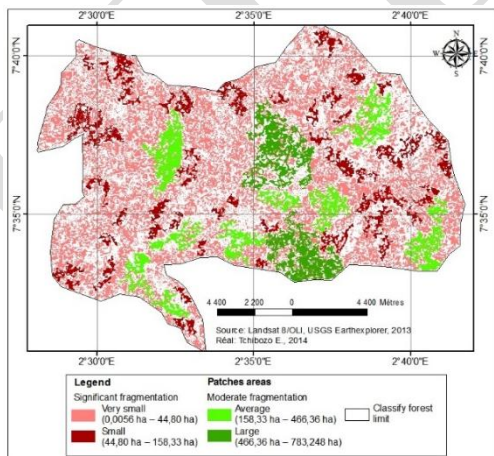 2°30'0"E 2°35'0"E 2°40'0"E
N
W E
S
7°40'0"N 7°40'0"N
7°35'0"N 7°35'0"N
4 400 2 200 0 4 400 Mètres
Source: Landsat 8/OLI, USGS Earthexplorer, 2013
Réal: Tchibozo E., 2014
2°30'0"E 2°35'0"E 2°40'0"E
Legend Patches areas
Significant fragmentation Moderate fragmentation
Very small Average Classify forest
(0,0056 ha – 44,80 ha) (158,33 ha – 466,36 ha) limit
Small Large
(44,80 ha – 158,33 ha) (466,36 ha – 783,248 ha)